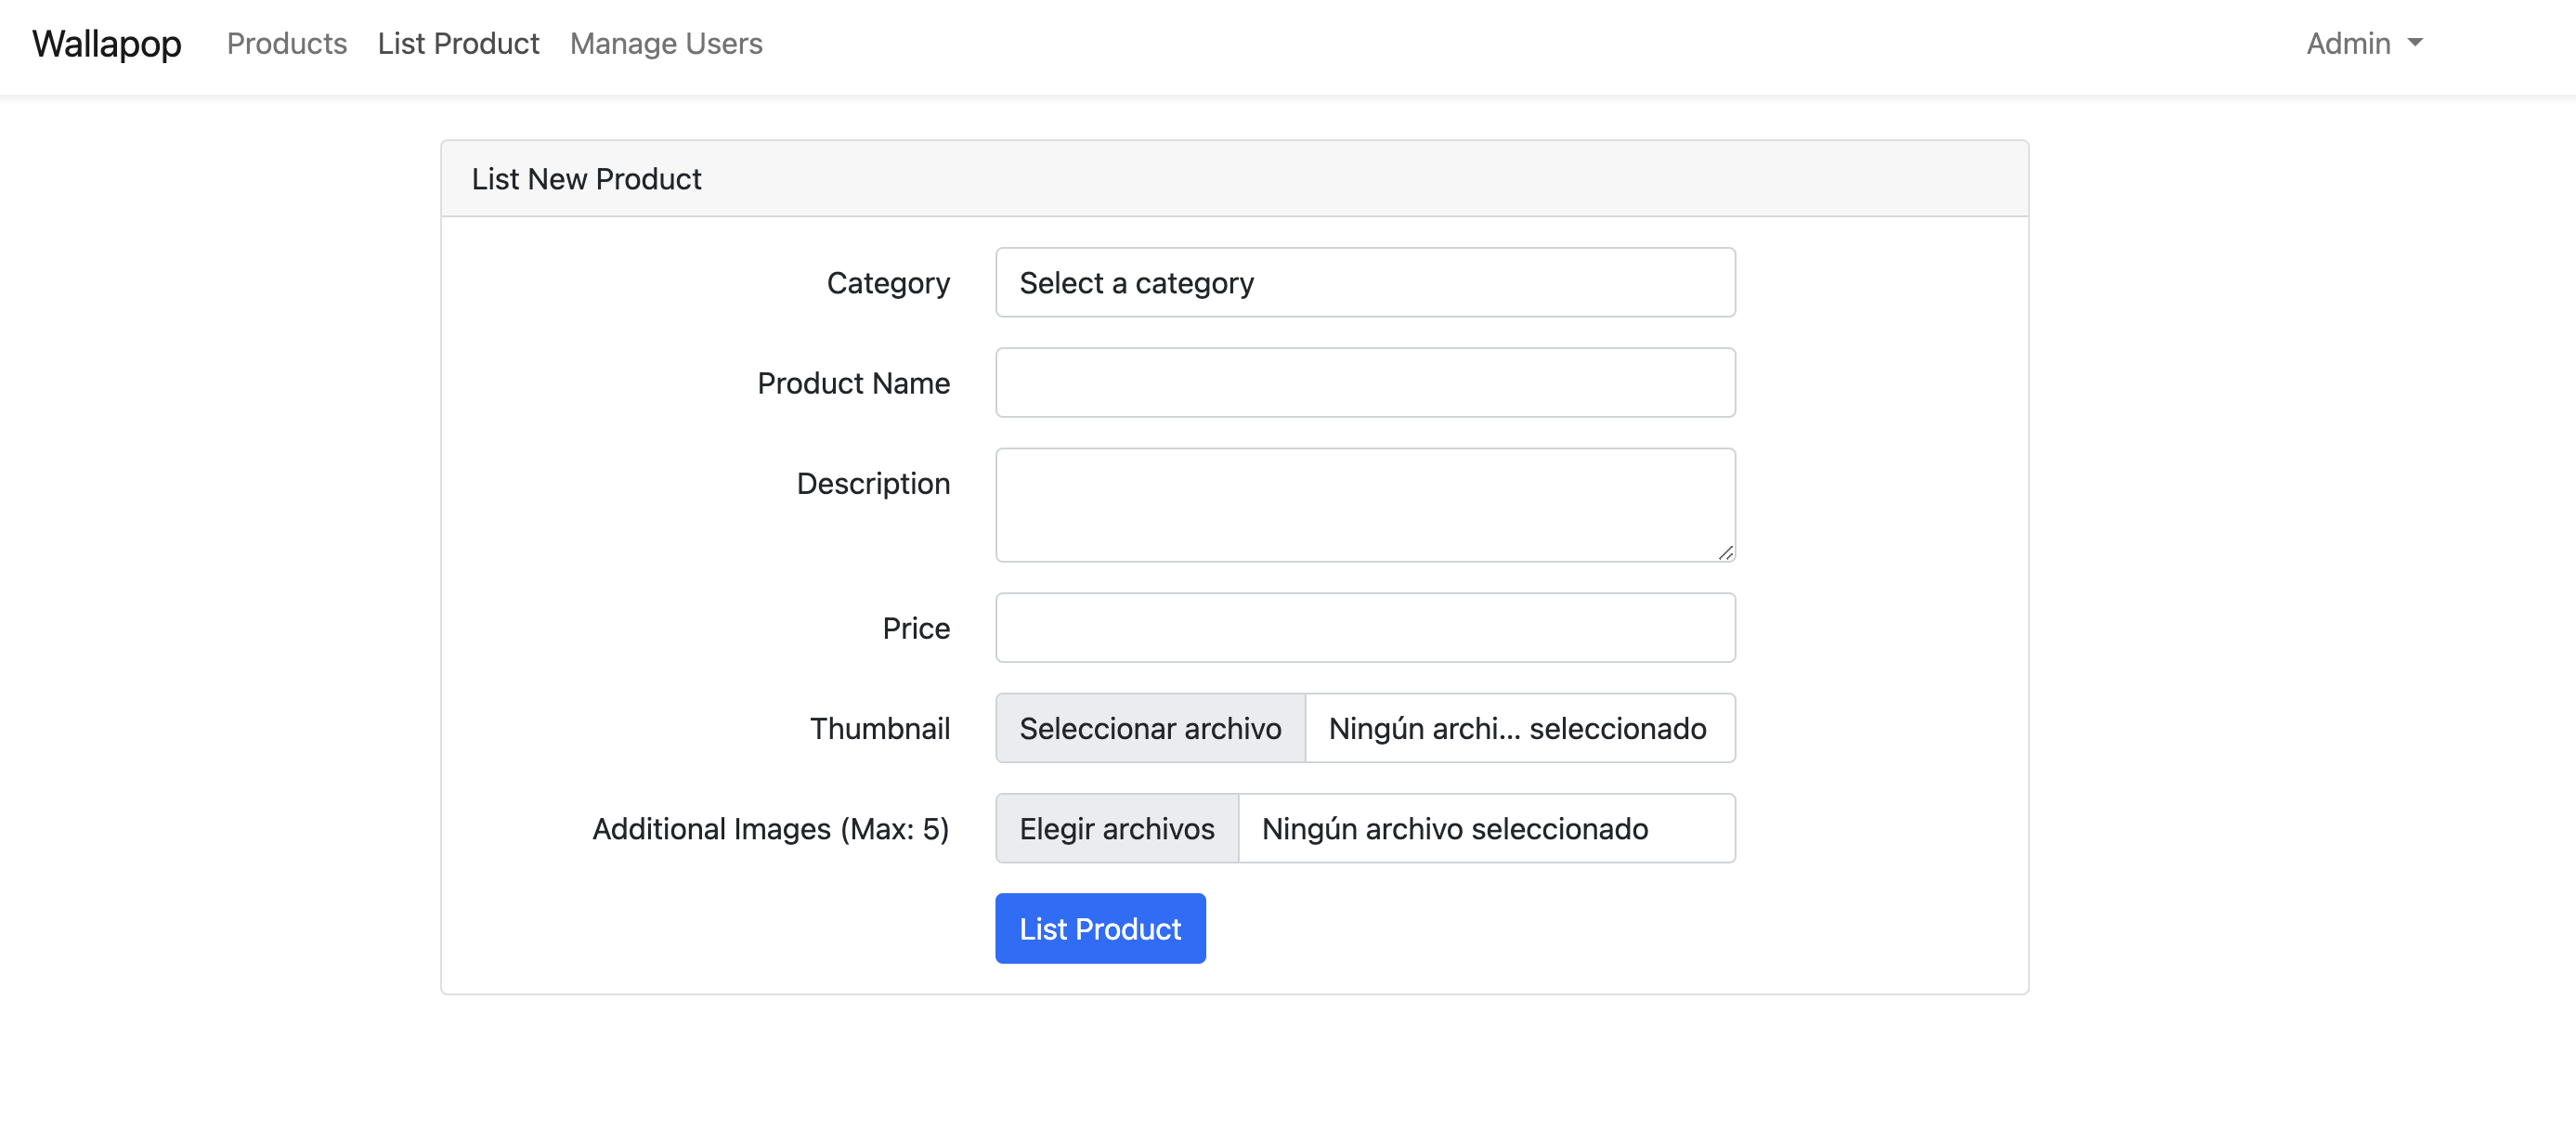 Wallapop Products List Product Manage Users Admin
List New Product
Category Select a category
Product Name
Description
Price
Thumbnail Seleccionar archivo Ningún archi... seleccionado
Additional Images (Max: 5) Elegir archivos Ningún archivo seleccionado
List Product